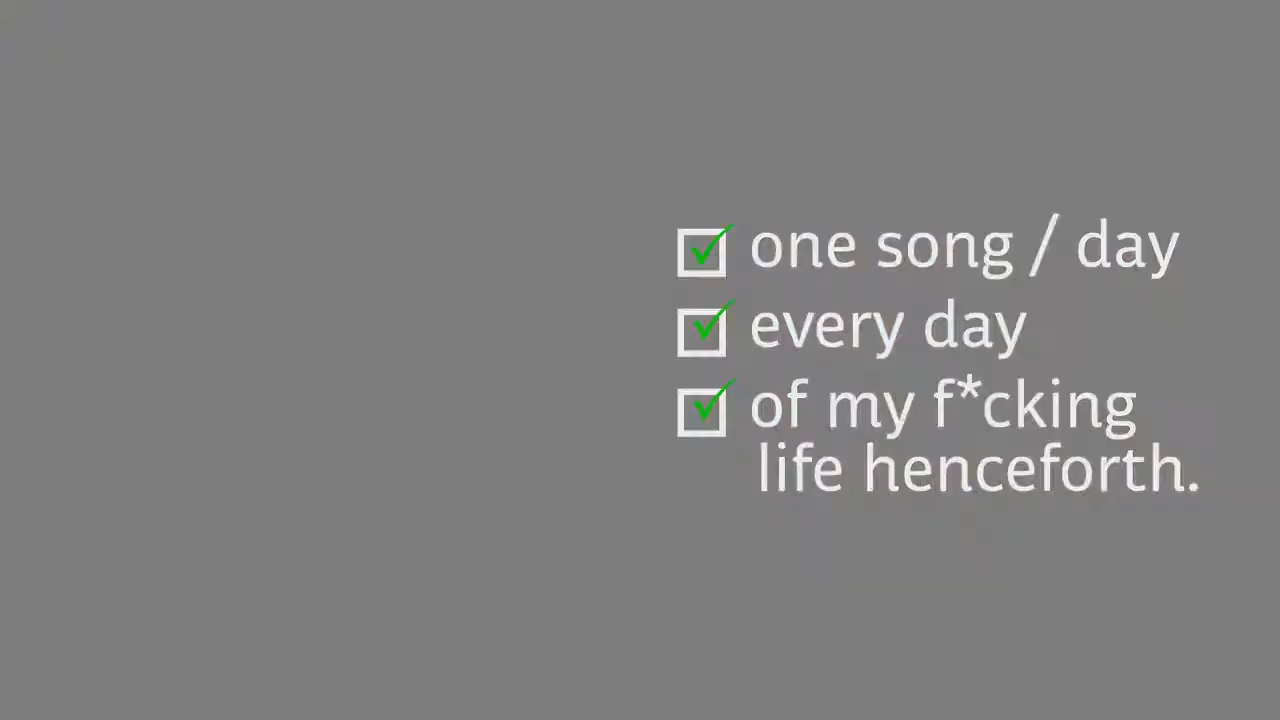 one song / day
every day
of my f*cking
life henceforth.